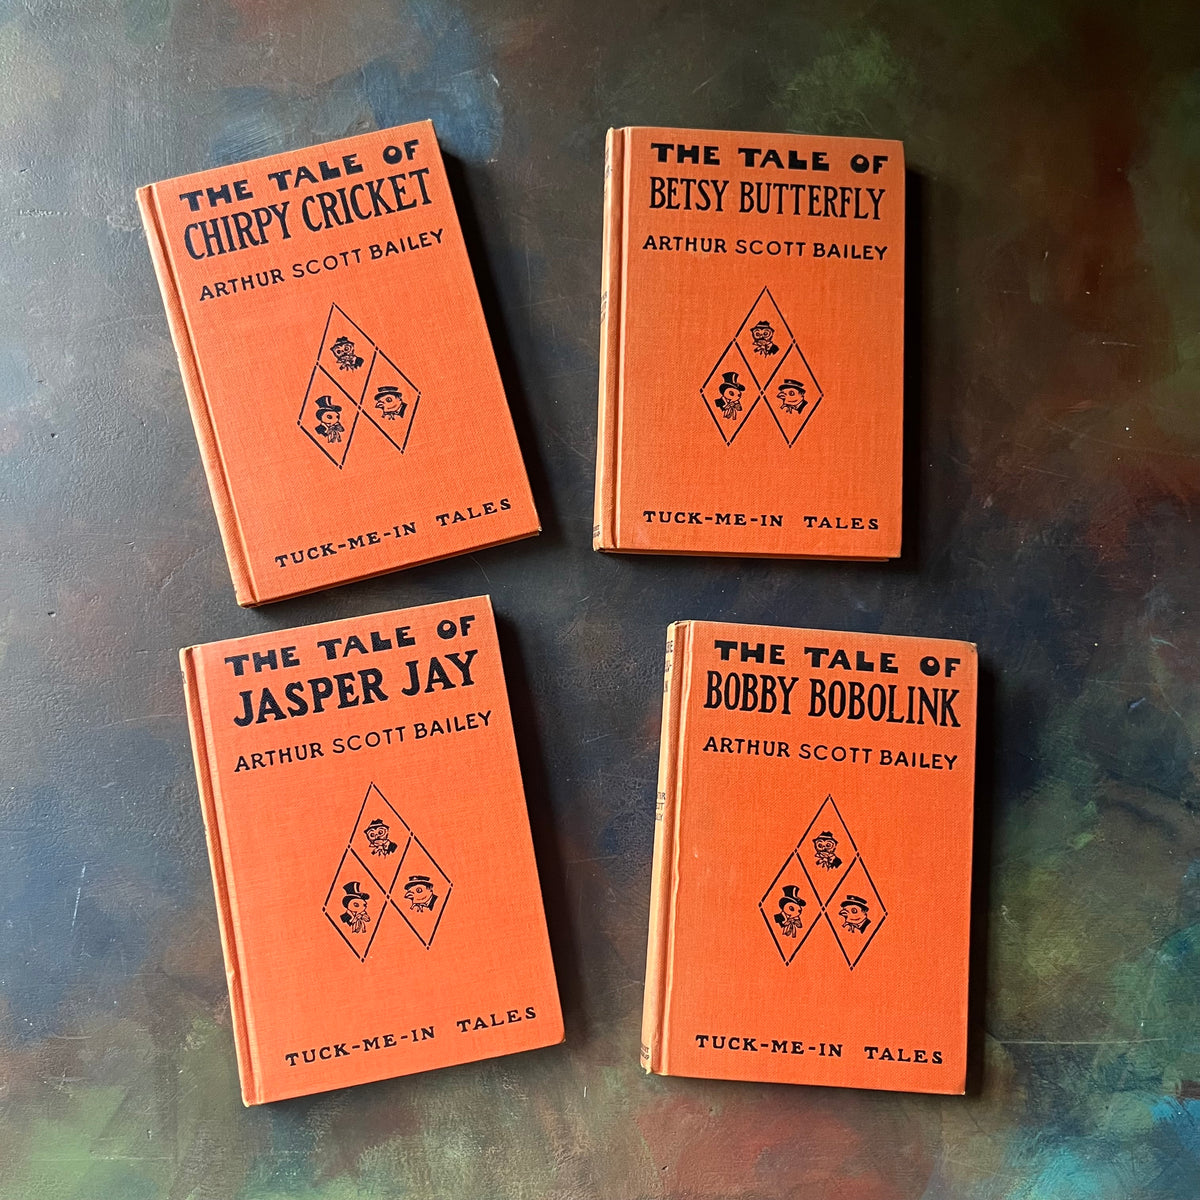 THE TALE OF
CHIRPY CRICKET
ARTHUR SCOTT BAILEY
TUCK-ME-IN TALES
THE TALE OF
BETSY BUTTERFLY
ARTHUR SCOTT BAILEY
TUCK-ME-IN TALES
THE TALE OF
JASPER JAY
ARTHUR SCOTT BAILEY
TUCK-ME-IN TALES
THE TALE OF
BOBBY BOBOLINK
ARTHUR SCOTT BAILEY
TUCK-ME-IN TALES